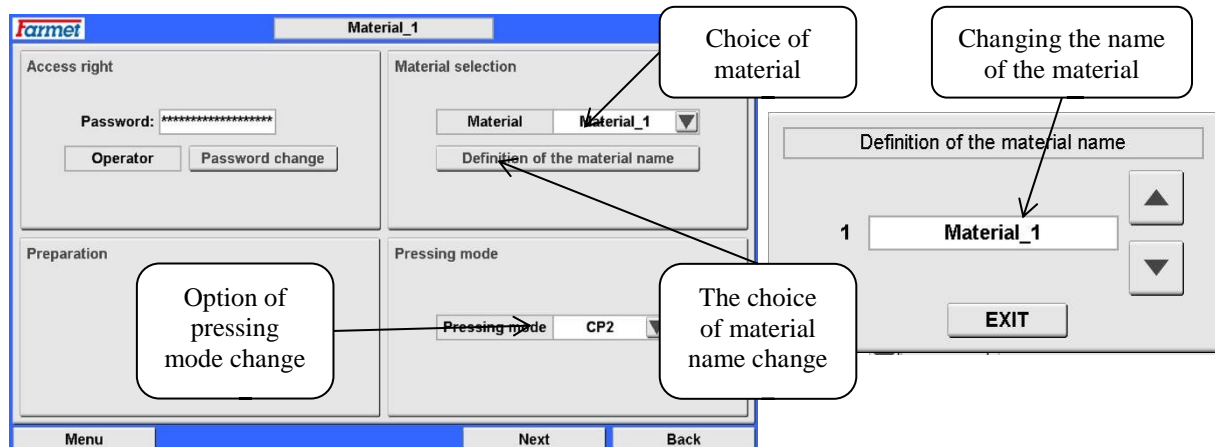 Farmet
Material_1
Access right
Password: *******************
Operator
Password change
Material selection
Material
Material_1
Definition of the material name
Preparation
Pressing mode
Pressing mode
CP2
Menu
Next
Back
Choice of
material
Option of
pressing
mode change
The choice
of material
name change
Changing the name
of the material
Definition of the material name
1
Material_1
EXIT